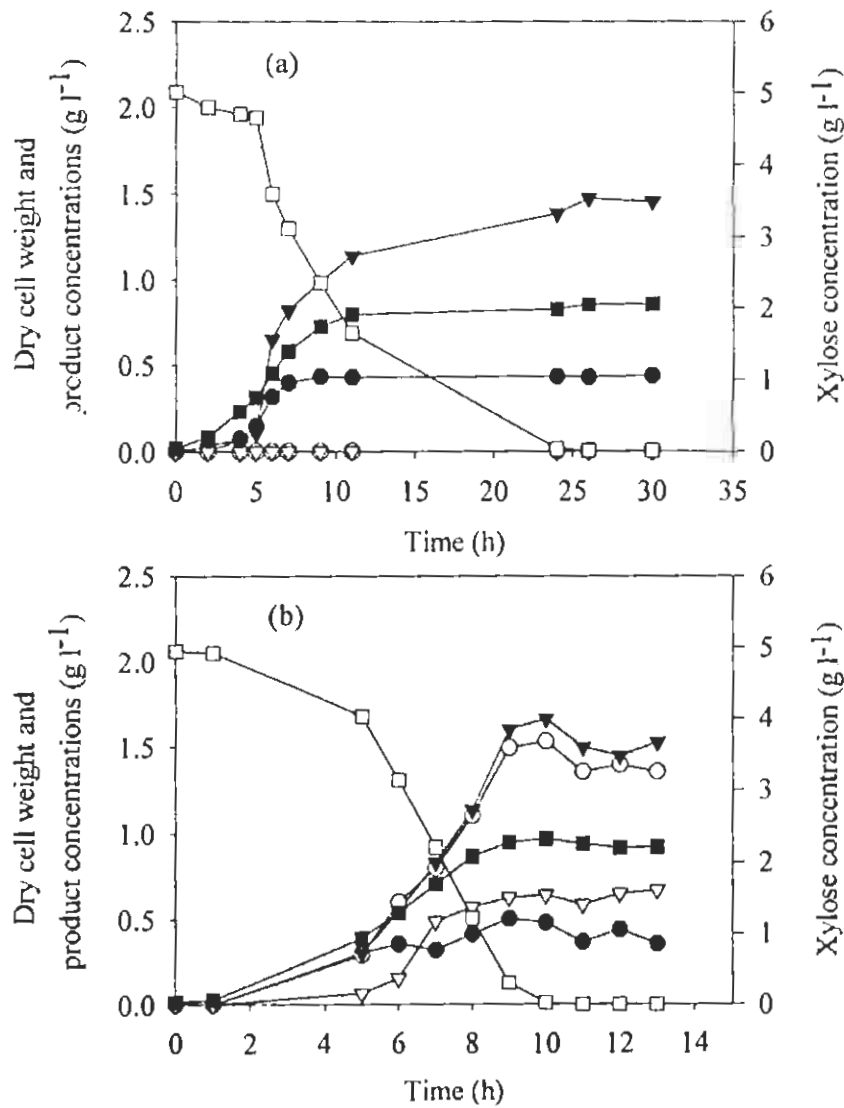 (a)
Dry cell weight and
product concentrations (g l-1)
2.5
2.0
1.5
1.0
0.5
0.0
6
5
4
3
2
1
0
Xylose concentration (g l-1)
0 5 10 15 20 25 30 35
Time (h)
(b)
Dry cell weight and
product concentrations (g l-1)
2.5
2.0
1.5
1.0
0.5
0.0
6
5
4
3
2
1
0
Xylose concentration (g l-1)
0 2 4 6 8 10 12 14
Time (h)